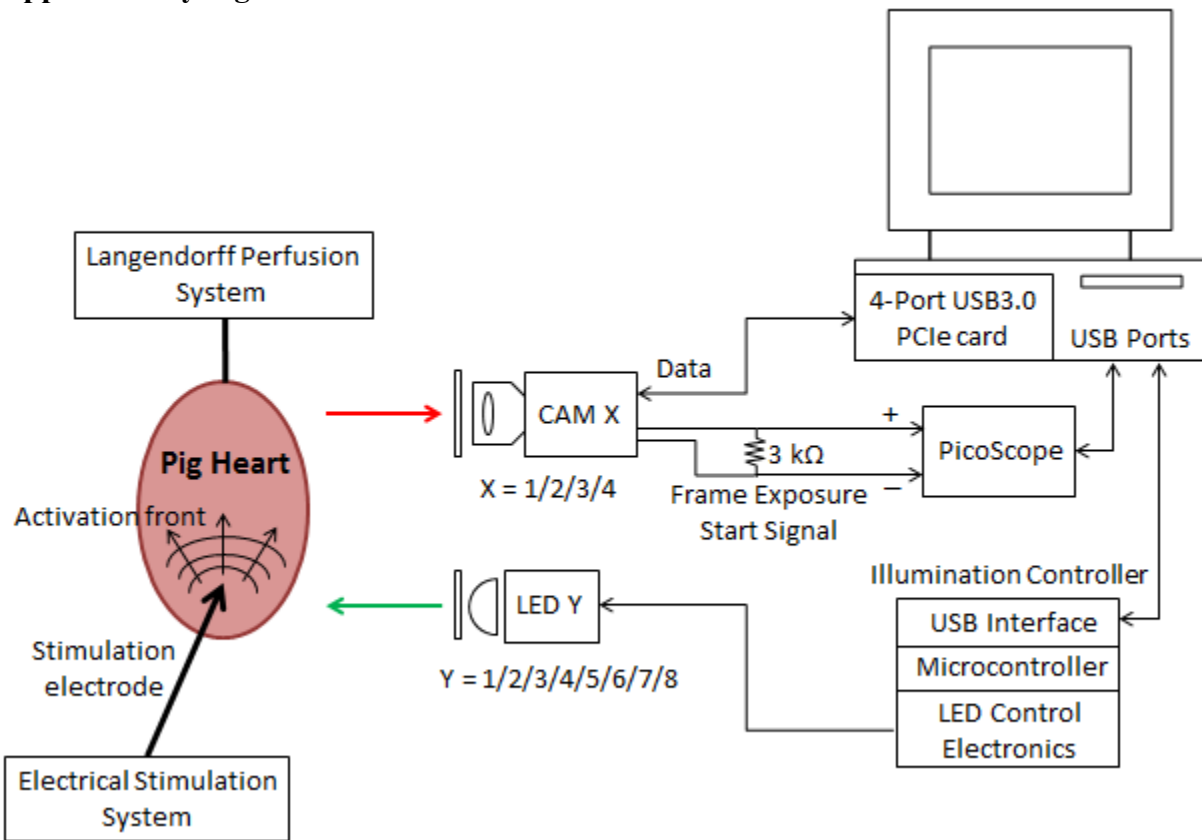 Langendorff Perfusion
System
Pig Heart
Activation front
Stimulation
electrode
Electrical Stimulation
System
CAM X
X = 1/2/3/4
Data
+
3 kΩ
−
Frame Exposure
Start Signal
PicoScope
4-Port USB3.0
PCIe card
USB Ports
LED Y
Y = 1/2/3/4/5/6/7/8
Illumination Controller
USB Interface
Microcontroller
LED Control
Electronics